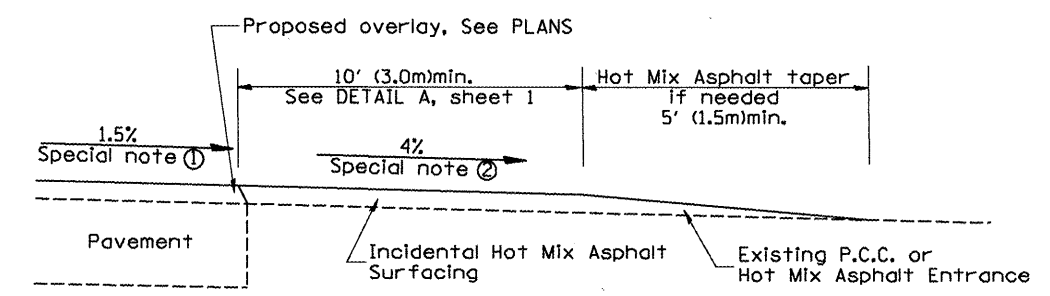 Proposed overlay, See PLANS
10' (3.0m)min.
See DETAIL A, sheet 1
Hot Mix Asphalt taper
if needed
5' (1.5m)min.
1.5%
Special note ①
4%
Special note ②
Pavement
Incidental Hot Mix Asphalt
Surfacing
Existing P.C.C. or
Hot Mix Asphalt Entrance